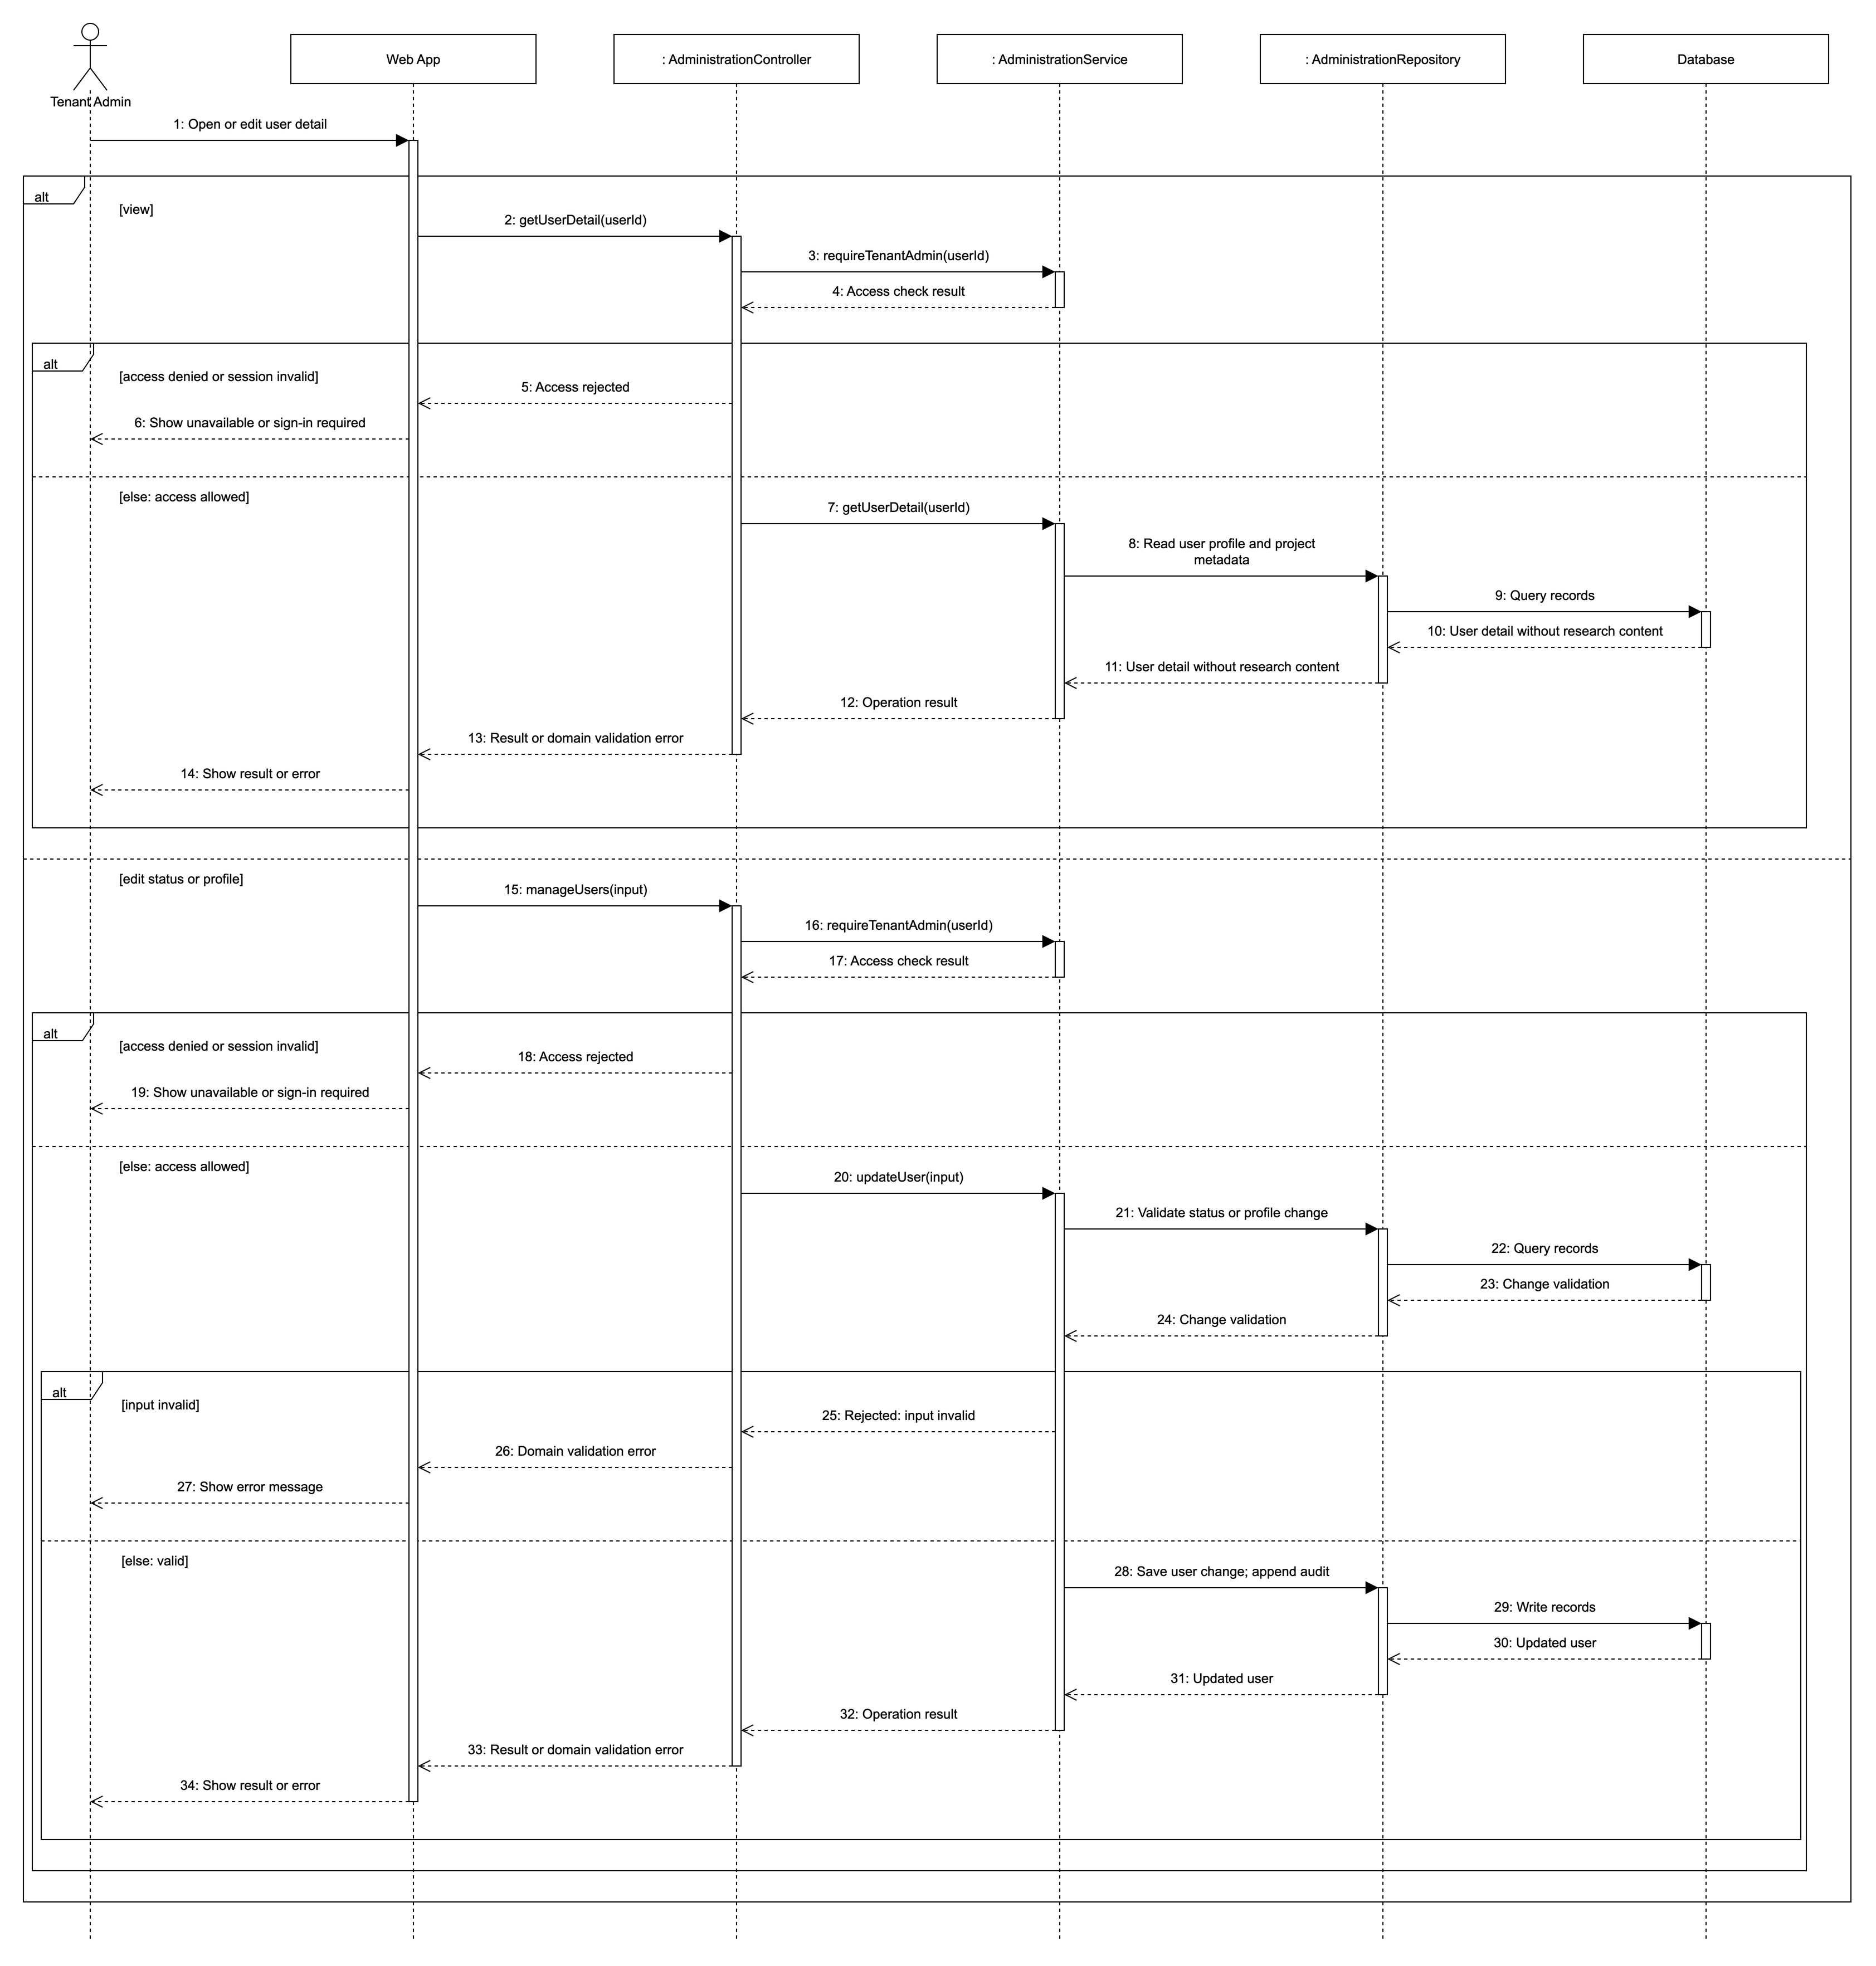 Tenant Admin
Web App
: AdministrationController
: AdministrationService
: AdministrationRepository
Database
1: Open or edit user detail
alt
[view]
2: getUserDetail(userId)
3: requireTenantAdmin(userId)
4: Access check result
alt
[access denied or session invalid]
5: Access rejected
6: Show unavailable or sign-in required
[else: access allowed]
7: getUserDetail(userId)
8: Read user profile and project
metadata
9: Query records
10: User detail without research content
11: User detail without research content
12: Operation result
13: Result or domain validation error
14: Show result or error
[edit status or profile]
15: manageUsers(input)
16: requireTenantAdmin(userId)
17: Access check result
alt
[access denied or session invalid]
18: Access rejected
19: Show unavailable or sign-in required
[else: access allowed]
20: updateUser(input)
21: Validate status or profile change
22: Query records
23: Change validation
24: Change validation
alt
[input invalid]
25: Rejected: input invalid
26: Domain validation error
27: Show error message
[else: valid]
28: Save user change; append audit
29: Write records
30: Updated user
31: Updated user
32: Operation result
33: Result or domain validation error
34: Show result or error